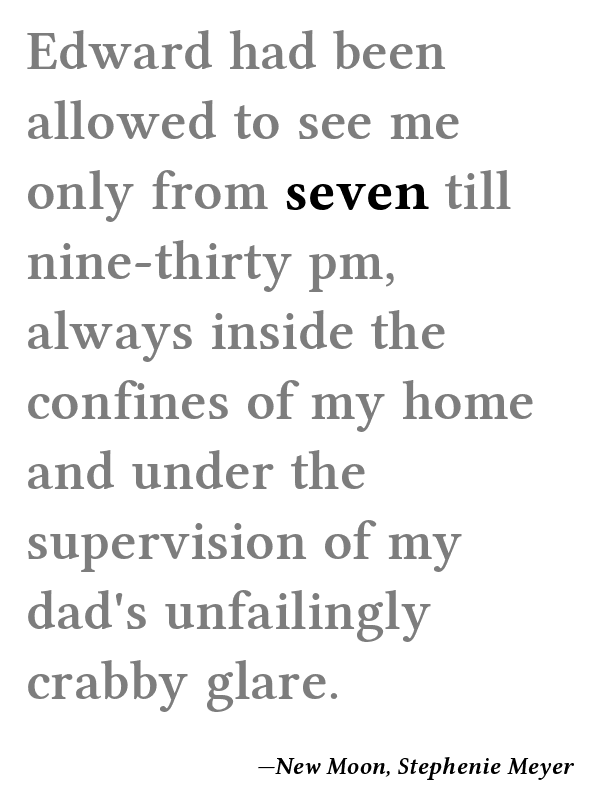 Edward had been
allowed to see me
only from seven till
nine-thirty pm,
always inside the
confines of my home
and under the
supervision of my
dad's unfailingly
crabby glare.
—New Moon, Stephenie Meyer